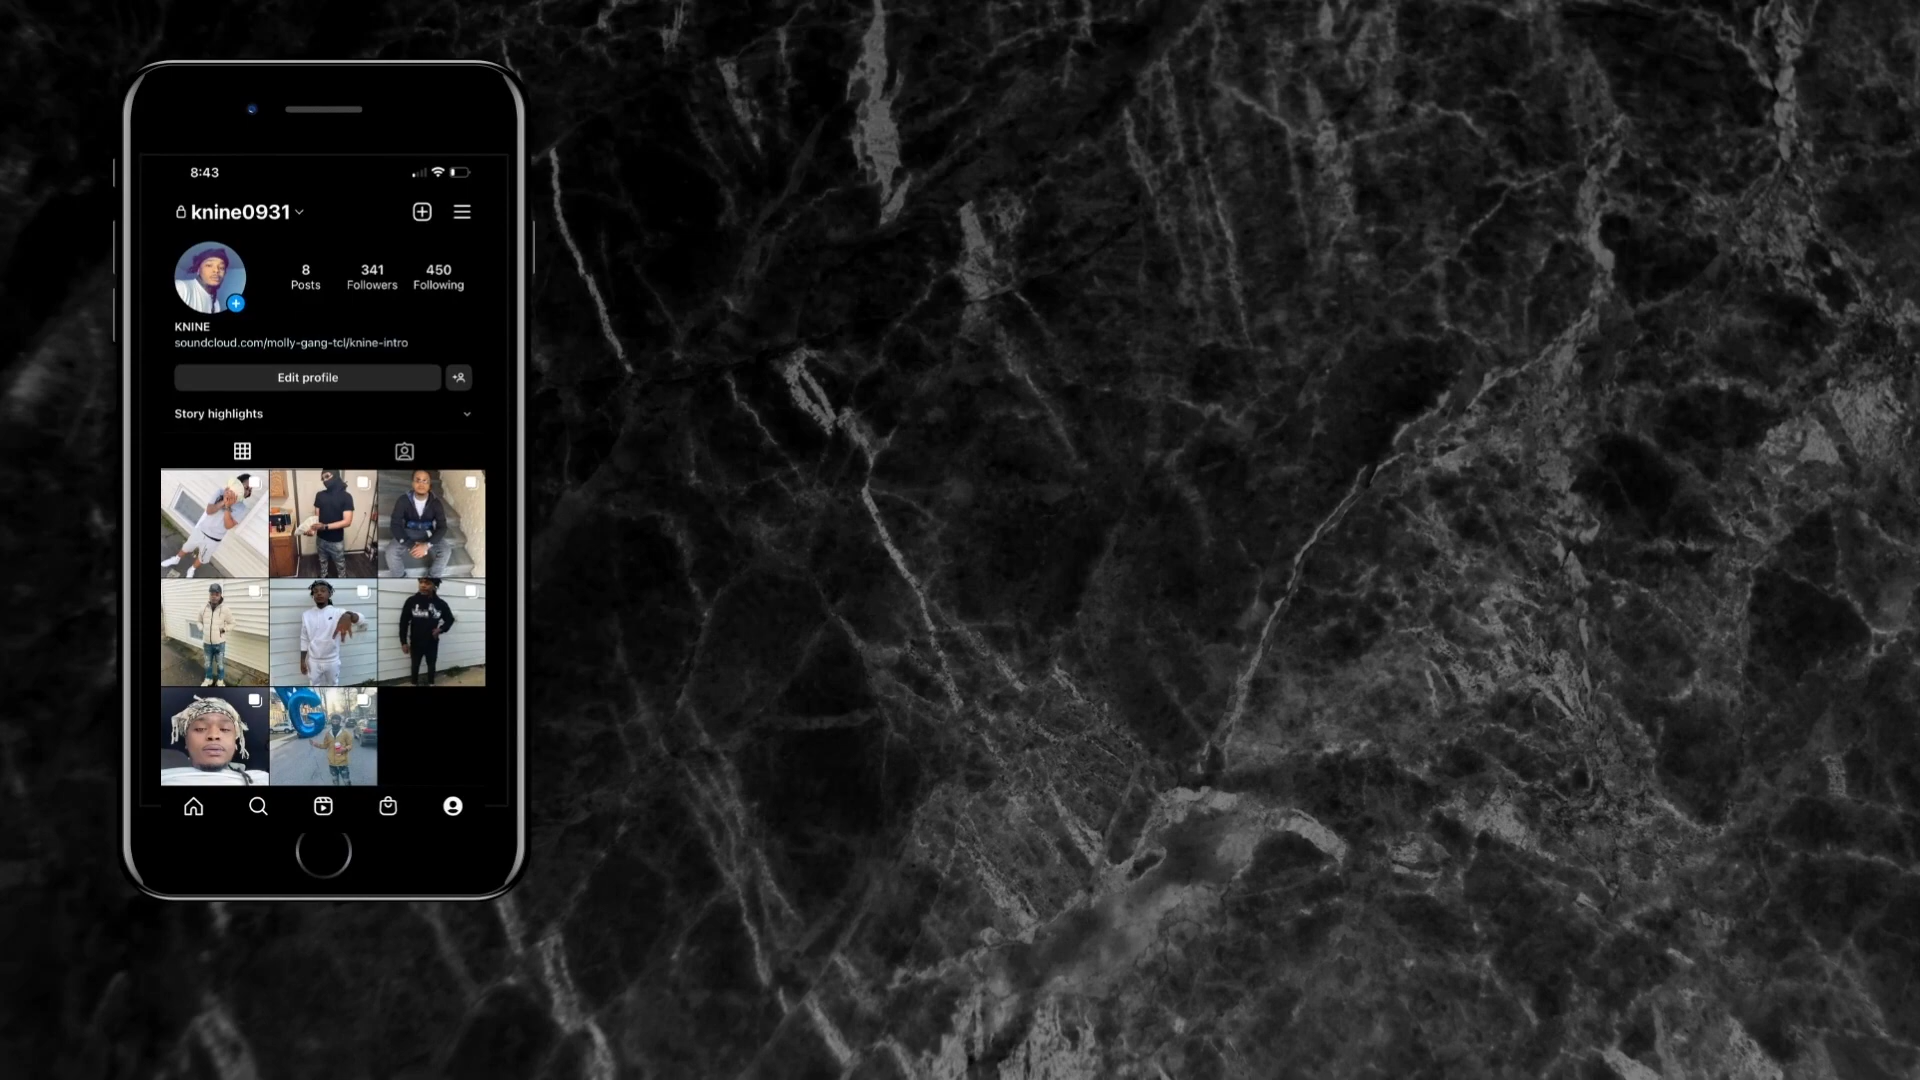 8:43
knine0931
8 341 450
Posts Followers Following
KNINE
soundcloud.com/molly-gang-tcl/knine-intro
Edit profile
Story highlights
G